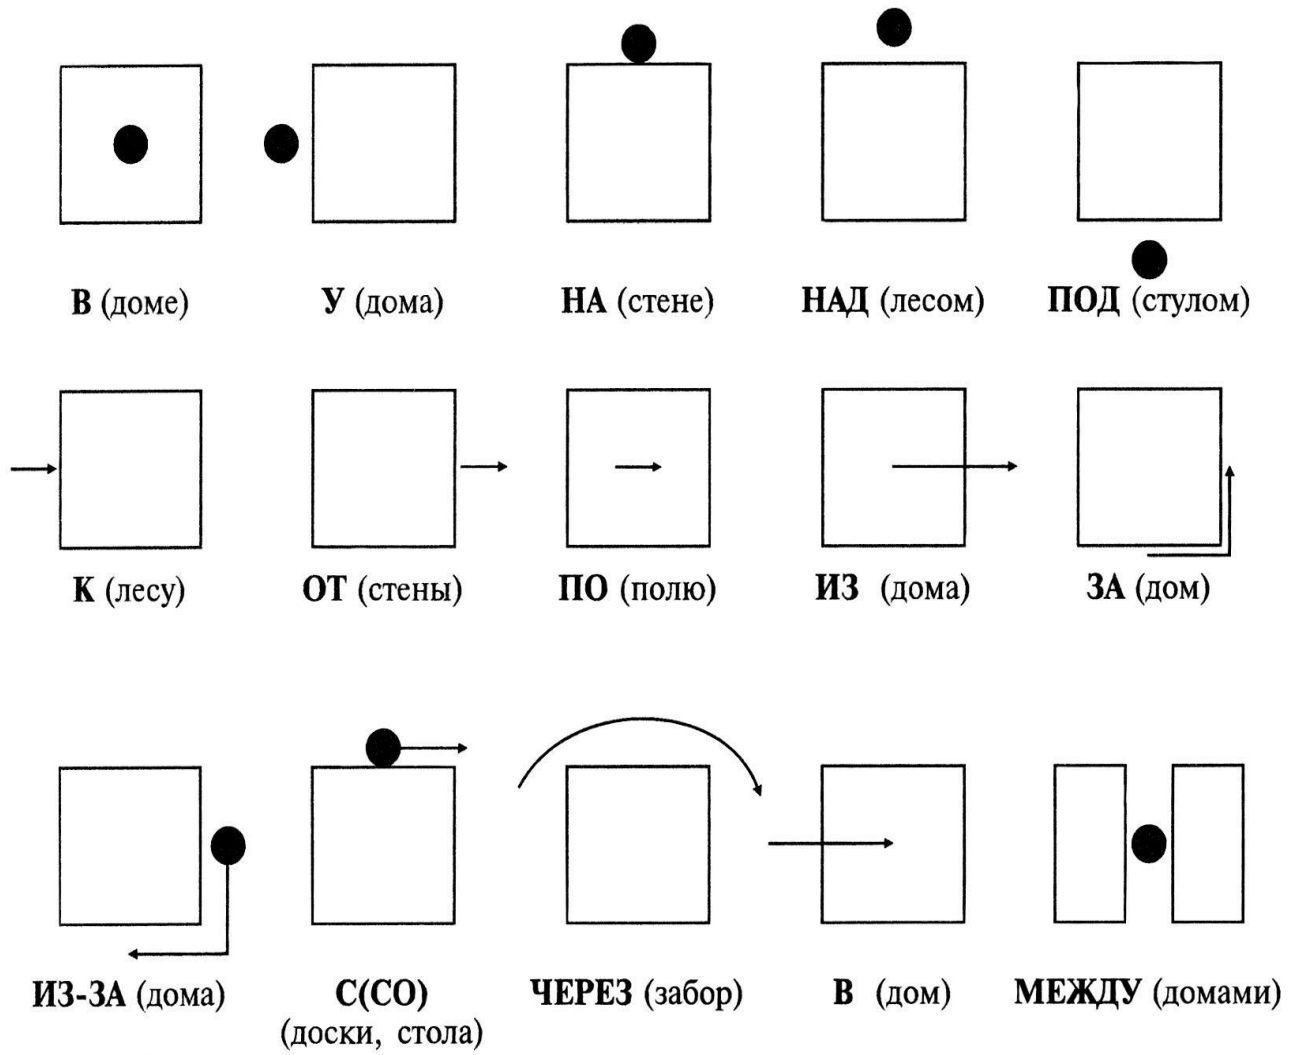 В (доме) У (дома) НА (стене) НАД (лесом) ПОД (стулом)
К (лесу) ОТ (стены) ПО (полю) ИЗ (дома) ЗА (дом)
ИЗ-ЗА (дома) С(СО) ЧЕРЕЗ (забор) В (дом) МЕЖДУ (домами)
(доски, стола)